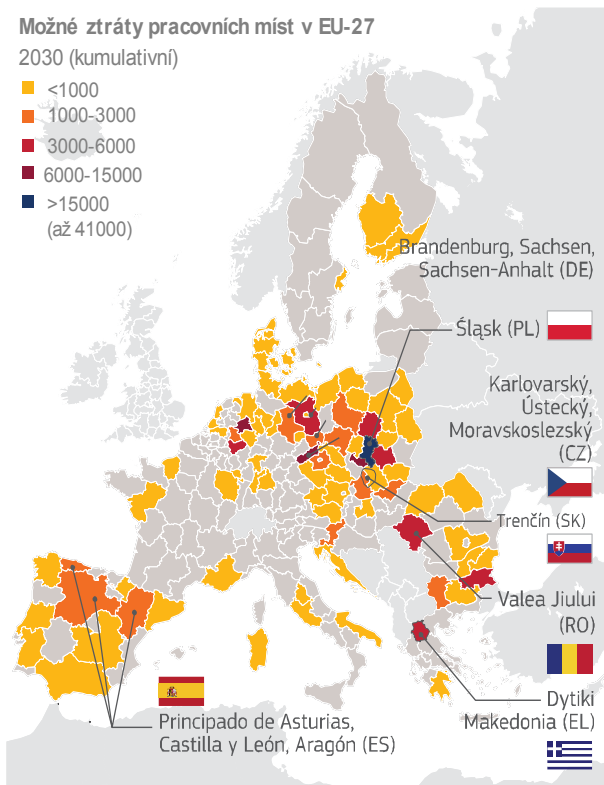 Možné ztráty pracovních míst v EU-27
2030 (kumulativní)
<1000
1000-3000
3000-6000
6000-15000
>15000
(až 41000)
Brandenburg, Sachsen,
Sachsen-Anhalt (DE)
Śląsk (PL)
Karlovarský,
Ústecký,
Moravskoslezský
(CZ)
Trenčín (SK)
Valea Jiului
(RO)
Dytiki
Makedonia (EL)
Principado de Asturias,
Castilla y León, Aragón (ES)